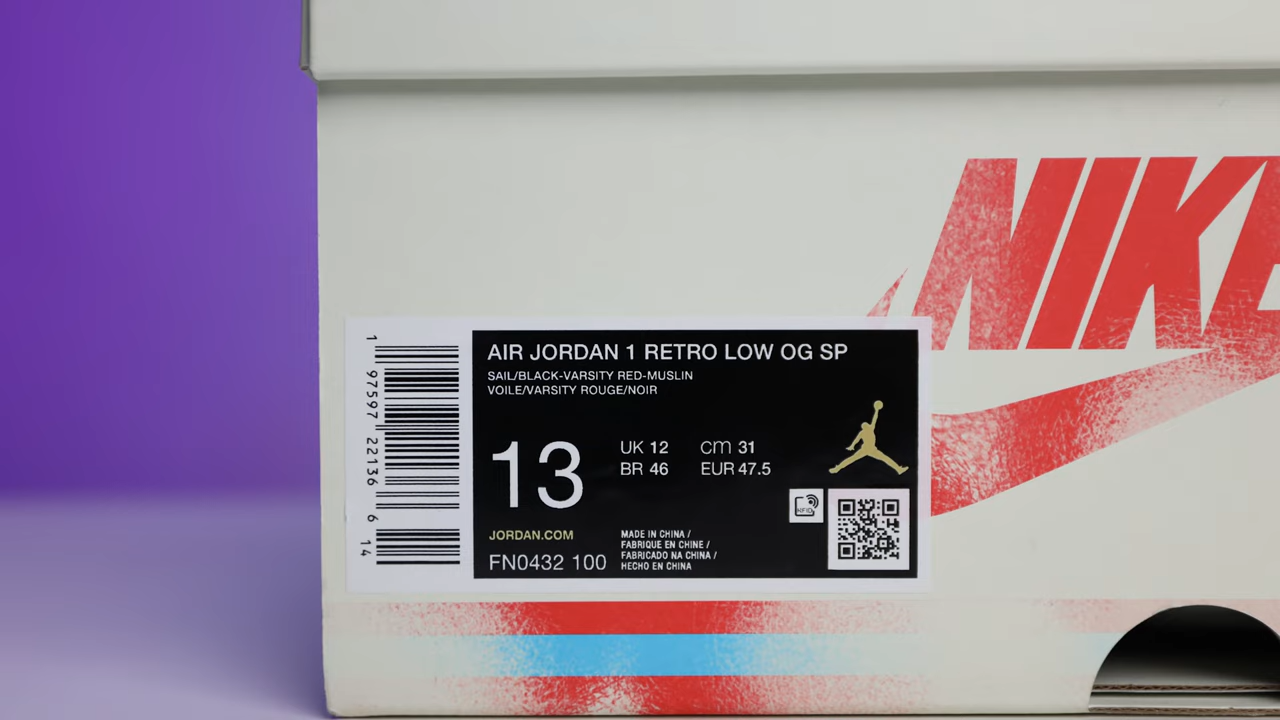 NIKE
AIR JORDAN 1 RETRO LOW OG SP
SAIL/BLACK-VARSITY RED-MUSLIN
VOILE/VARSITY ROUGE/NOIR
13
UK 12
cm 31
BR 46
EUR 47.5
RFID
JORDAN.COM
FN0432 100
MADE IN CHINA /
FABRIQUE EN CHINE /
FABRICADO NA CHINA /
HECHO EN CHINA
1 97597 22136 6 14